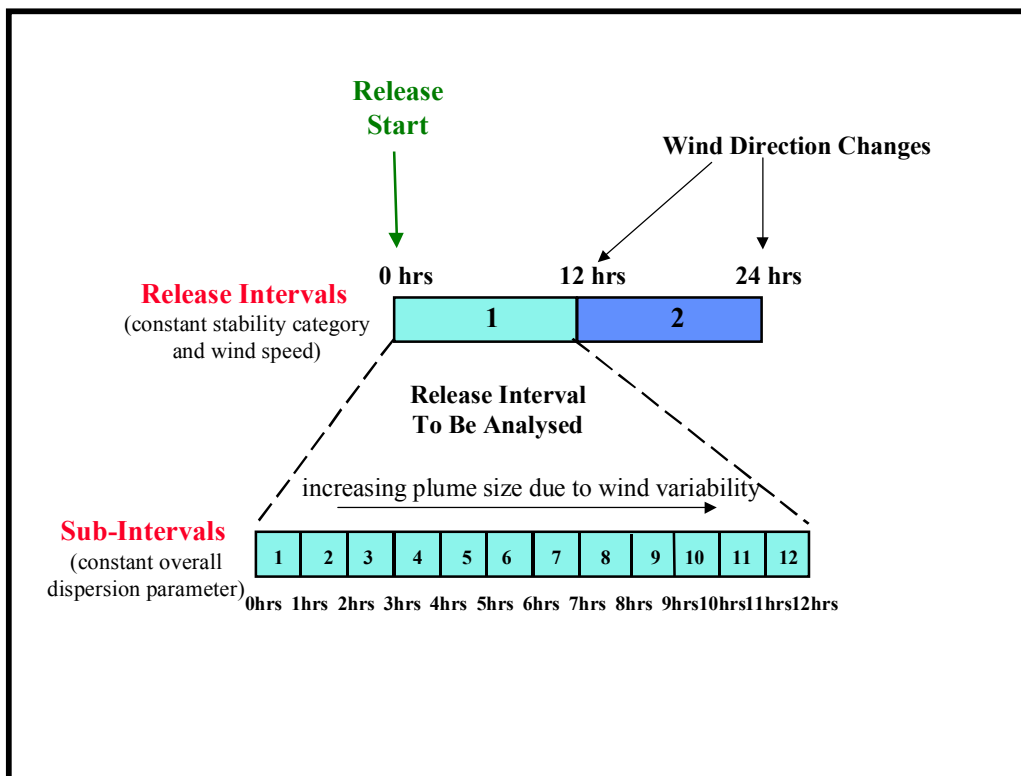 Release
Start
Wind Direction Changes
0 hrs
12 hrs
24 hrs
Release Intervals
(constant stability category
and wind speed)
1
2
Release Interval
To Be Analysed
increasing plume size due to wind variability
Sub-Intervals
(constant overall
dispersion parameter)
1 2 3 4 5 6 7 8 9 10 11 12
0hrs 1hrs 2hrs 3hrs 4hrs 5hrs 6hrs 7hrs 8hrs 9hrs10hrs11hrs12hrs